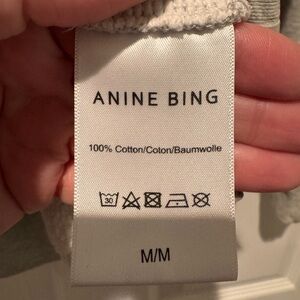 ANINE BING
100% Cotton/Coton/Baumwolle
30
M/M